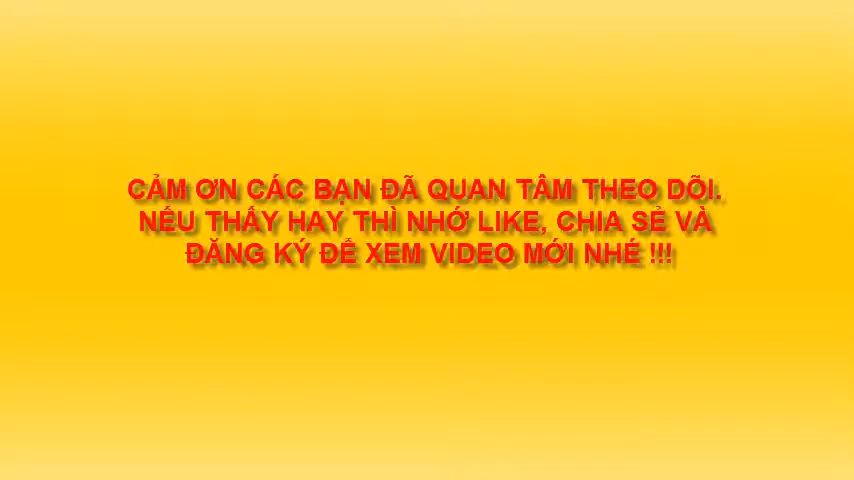 CẢM ƠN CÁC BẠN ĐÃ QUAN TÂM THEO DÕI.
NẾU THẤY HAY THÌ NHỚ LIKE, CHIA SẺ VÀ
ĐĂNG KÝ ĐỂ XEM VIDEO MỚI NHÉ !!!